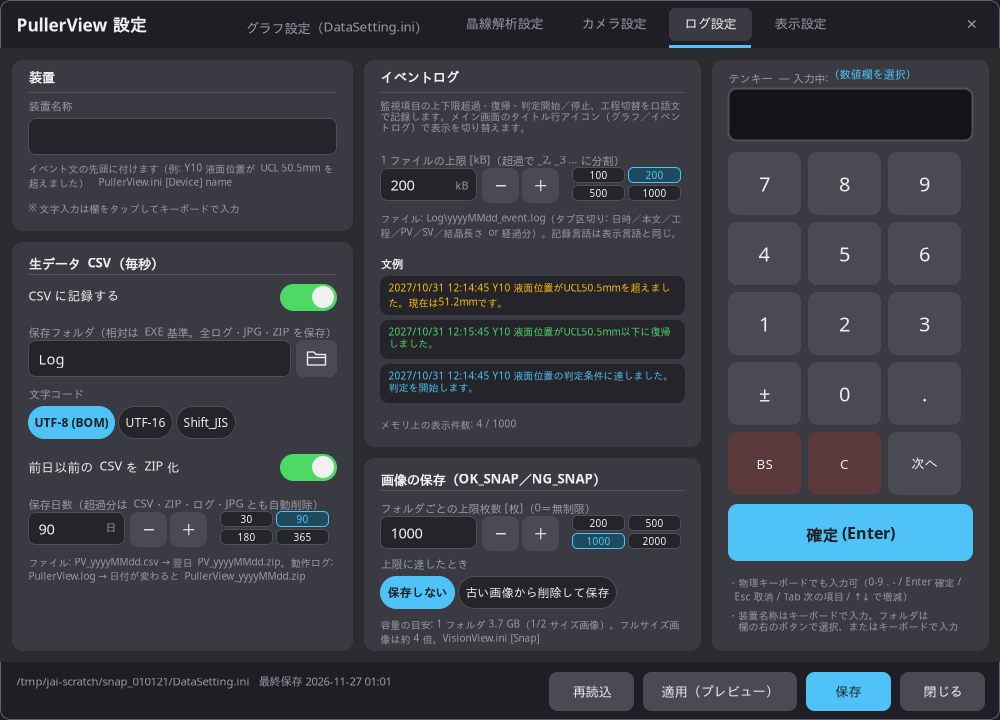 PullerView 設定
グラフ設定（DataSetting.ini）
晶線解析設定
カメラ設定
ログ設定
表示設定
×
装置
装置名称
イベント文の先頭に付けます（例: Y10 液面位置が UCL 50.5mm を
超えました） PullerView.ini [Device] name
※ 文字入力は欄をタップしてキーボードで入力
生データ CSV（毎秒）
CSV に記録する
保存フォルダ（相対は EXE 基準。全ログ・JPG・ZIP を保存）
Log
文字コード
UTF-8 (BOM)
UTF-16
Shift_JIS
前日以前の CSV を ZIP 化
保存日数（超過分は CSV・ZIP・ログ・JPG とも自動削除）
90
日
−
+
30
90
180
365
ファイル: PV_yyyyMMdd.csv → 翌日 PV_yyyyMMdd.zip。動作ログ:
PullerView.log → 日付が変わると PullerView_yyyyMMdd.zip
イベントログ
監視項目の上下限超過・復帰・判定開始／停止、工程切替を口語文
で記録します。メイン画面のタイトル行アイコン（グラフ／イベン
トログ）で表示を切り替えます。
1 ファイルの上限 [kB]（超過で _2, _3 … に分割）
200
kB
−
+
100
200
500
1000
ファイル: Log\yyyyMMdd_event.log（タブ区切り: 日時／本文／工
程／PV／SV／結晶長さ or 経過分）。記録言語は表示言語と同じ。
文例
2027/10/31 12:14:45 Y10 液面位置がUCL50.5mmを超えまし
た。現在は51.2mmです。
2027/10/31 12:15:45 Y10 液面位置がUCL50.5mm以下に復帰
しました。
2027/10/31 12:14:45 Y10 液面位置の判定条件に達しました。
判定を開始します。
メモリ上の表示件数: 4 / 1000
画像の保存（OK_SNAP／NG_SNAP）
フォルダごとの上限枚数 [枚]（0＝無制限）
1000
−
+
200
500
1000
2000
上限に達したとき
保存しない
古い画像から削除して保存
容量の目安: 1 フォルダ 3.7 GB（1/2 サイズ画像）。フルサイズ画
像は約 4 倍。VisionView.ini [Snap]
テンキー — 入力中:（数値欄を選択）
7
8
9
4
5
6
1
2
3
±
0
.
BS
C
次へ
確定 (Enter)
・物理キーボードでも入力可（0-9 . - / Enter 確定 /
Esc 取消 / Tab 次の項目 / ↑↓ で増減）
・装置名称はキーボードで入力。フォルダは
欄の右のボタンで選択、またはキーボードで入力
/tmp/jai-scratch/snap_010121/DataSetting.ini 最終保存 2026-11-27 01:01
再読込
適用（プレビュー）
保存
閉じる